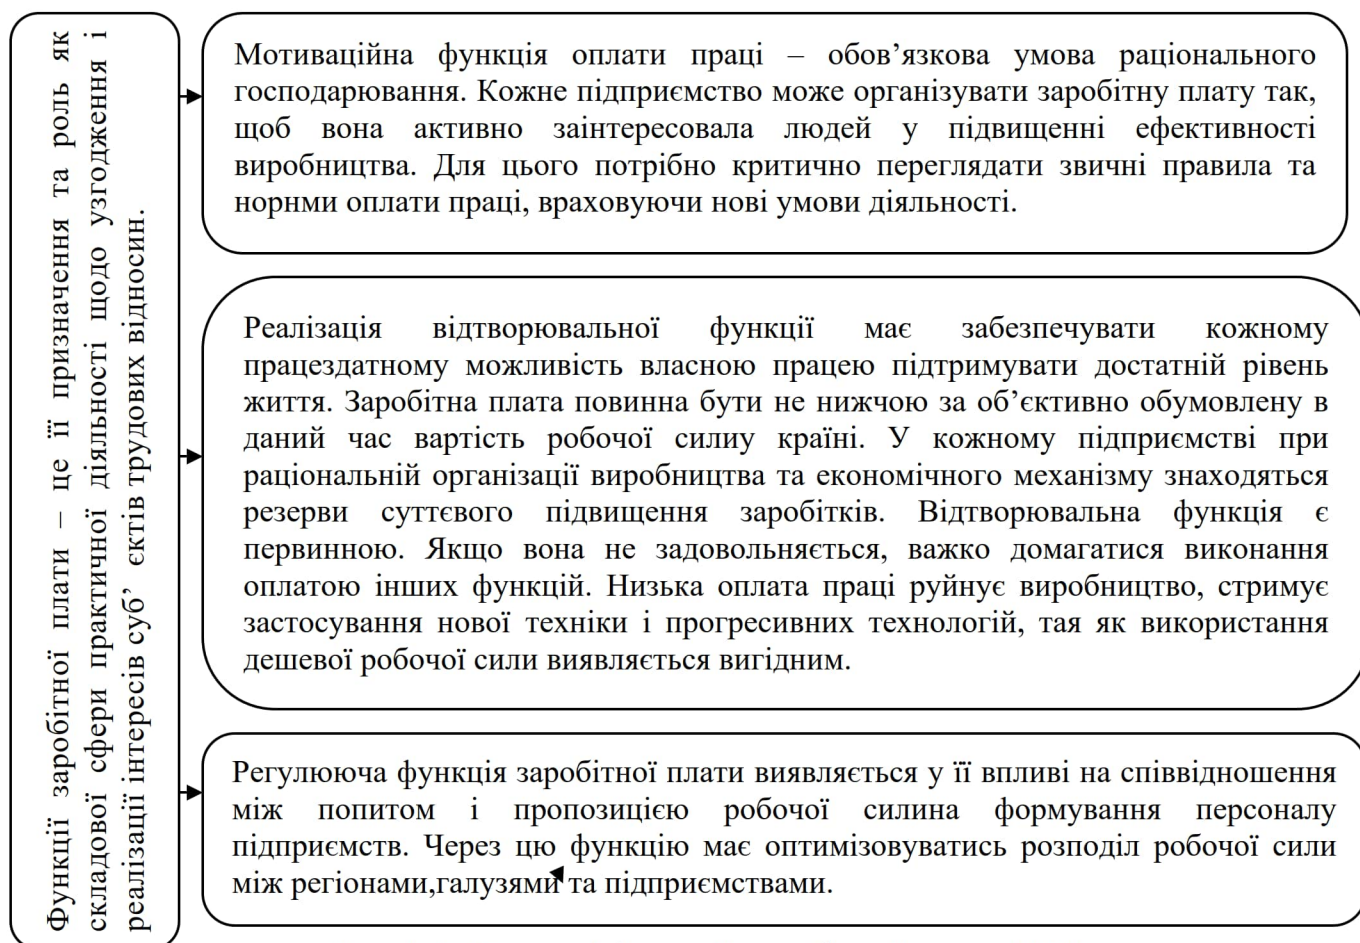 Функції заробітної плати – це її призначення та роль як
складової сфери практичної діяльності щодо узгодження і
реалізації інтересів суб’ єктів трудових відносин.
Мотиваційна функція оплати праці – обов’язкова умова раціонального
господарювання. Кожне підприємство може організувати заробітну плату так,
щоб вона активно заінтересовала людей у підвищенні ефективності
виробництва. Для цього потрібно критично переглядати звичні правила та
норнми оплати праці, враховуючи нові умови діяльності.
Реалізація відтворювальної функції має забезпечувати кожному
працездатному можливість власною працею підтримувати достатній рівень
життя. Заробітна плата повинна бути не нижчою за об’єктивно обумовлену в
даний час вартість робочої силиу країні. У кожному підприємстві при
раціональній організації виробництва та економічного механізму знаходяться
резерви суттєвого підвищення заробітків. Відтворювальна функція є
первинною. Якщо вона не задовольняється, важко домагатися виконання
оплатою інших функцій. Низька оплата праці руйнує виробництво, стримує
застосування нової техніки і прогресивних технологій, тая як використання
дешевої робочої сили виявляється вигідним.
Регулююча функція заробітної плати виявляється у її впливі на співвідношення
між попитом і пропозицією робочої силина формування персоналу
підприємств. Через цю функцію має оптимізовуватись розподіл робочої сили
між регіонами,галузями та підприємствами.